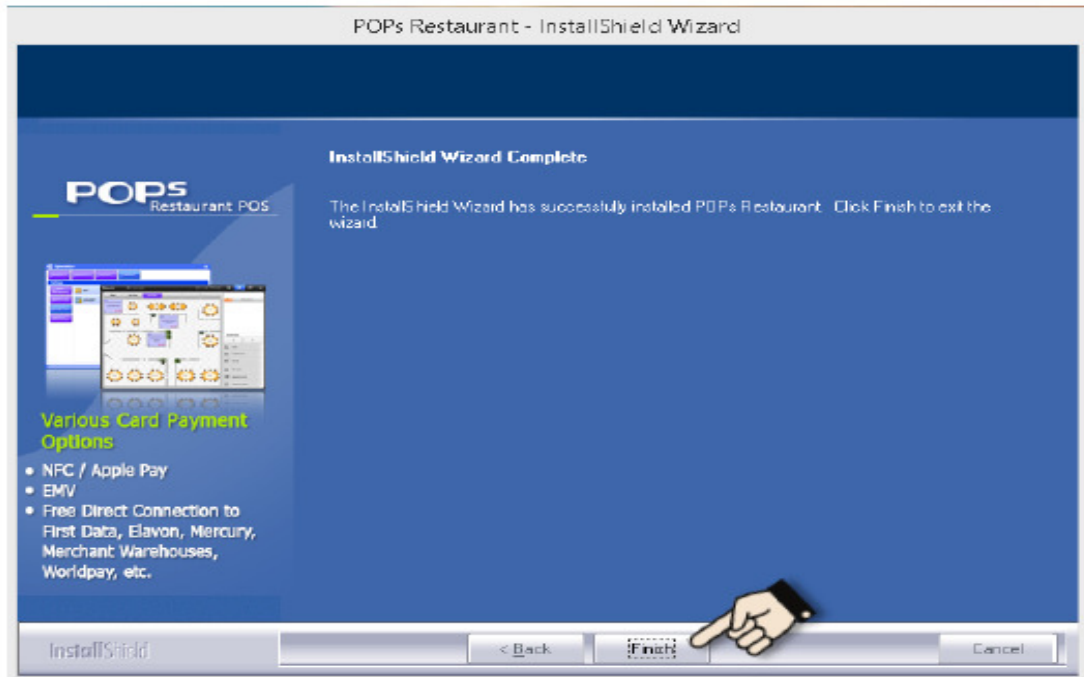 POPs Restaurant - InstallShield Wizard
InstallShield Wizard Complete
The InstallShield Wizard has successfully installed POPs Restaurant. Click Finish to exit the
wizard.
POPs
Restaurant POS
Various Card Payment
Options
• NFC / Apple Pay
• EMV
• Free Direct Connection to
First Data, Elavon, Mercury,
Merchant Warehouses,
Worldpay, etc.
InstallShield
< Back
Finish
Cancel